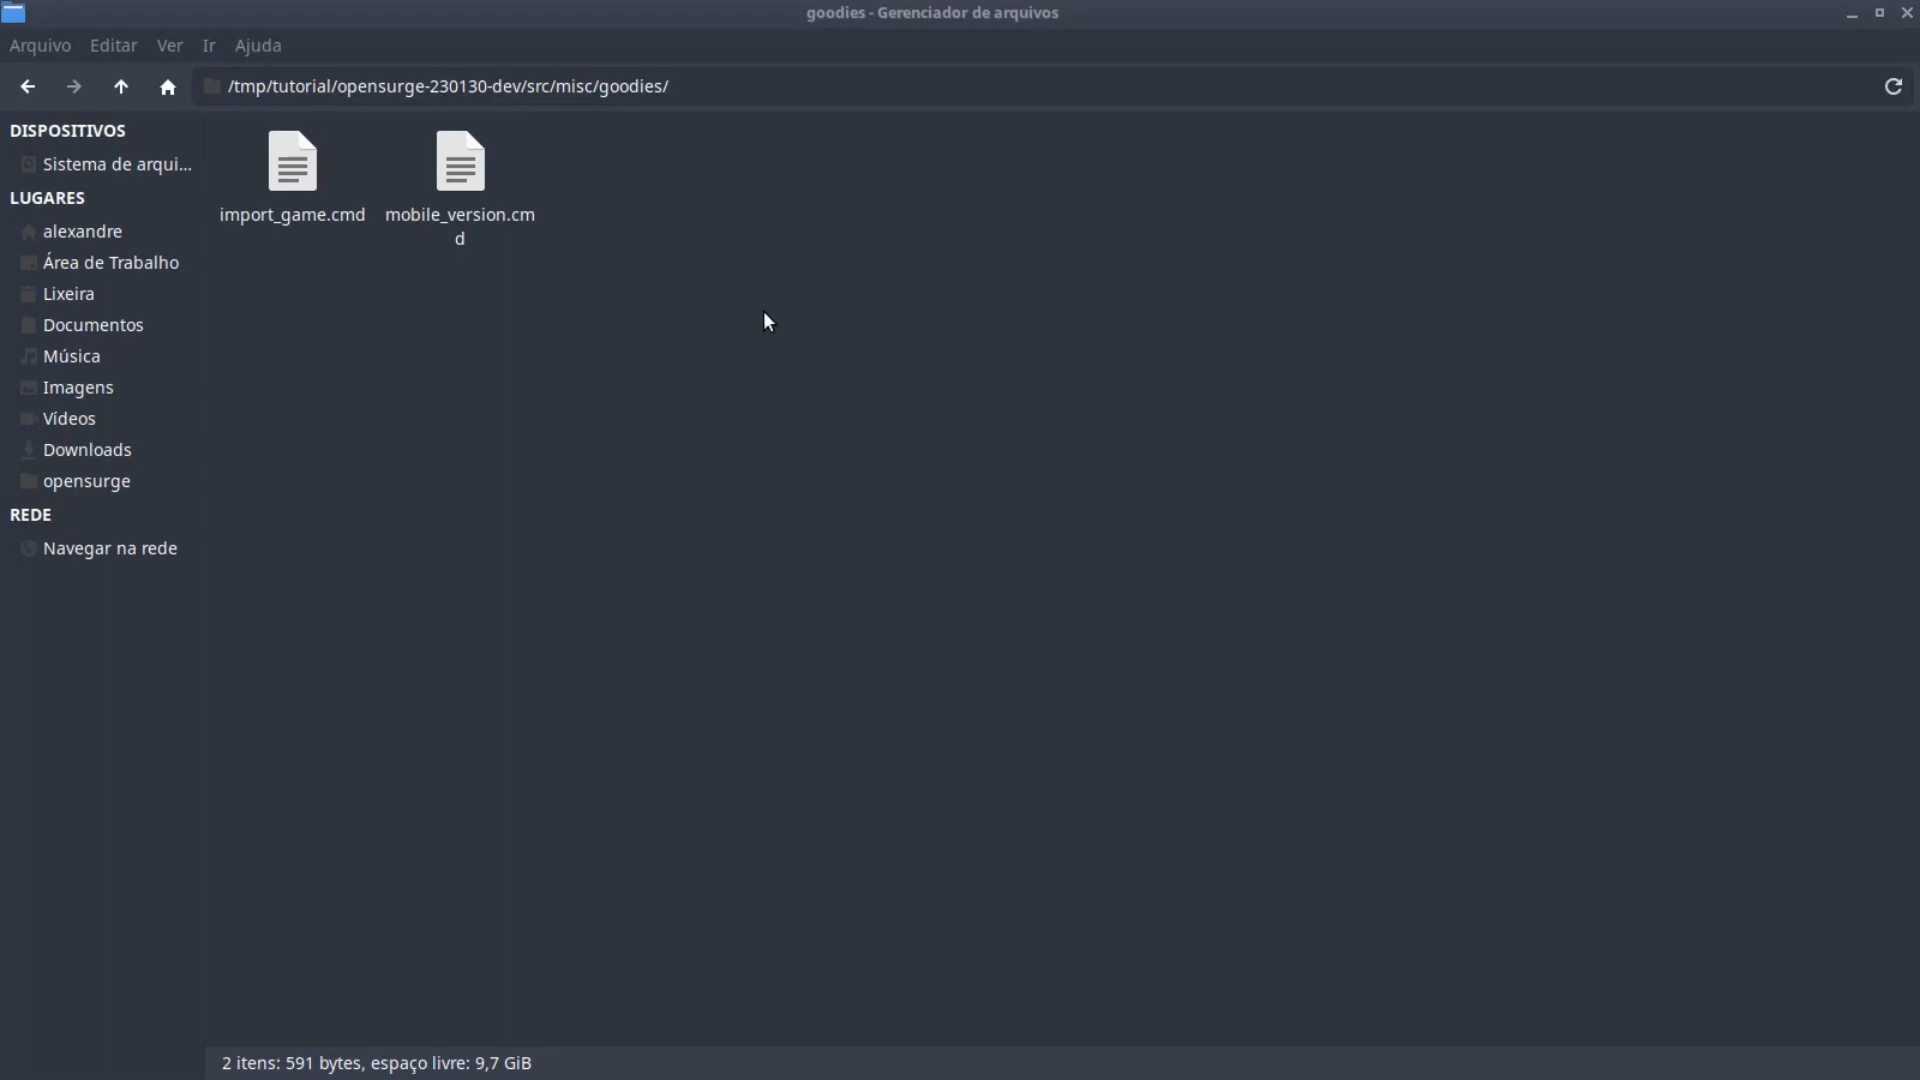 goodies - Gerenciador de arquivos
Arquivo Editar Ver Ir Ajuda
/tmp/tutorial/opensurge-230130-dev/src/misc/goodies/
DISPOSITIVOS
Sistema de arqui...
LUGARES
alexandre
Área de Trabalho
Lixeira
Documentos
Música
Imagens
Vídeos
Downloads
opensurge
REDE
Navegar na rede
import_game.cmd
mobile_version.cm
d
2 itens: 591 bytes, espaço livre: 9,7 GiB